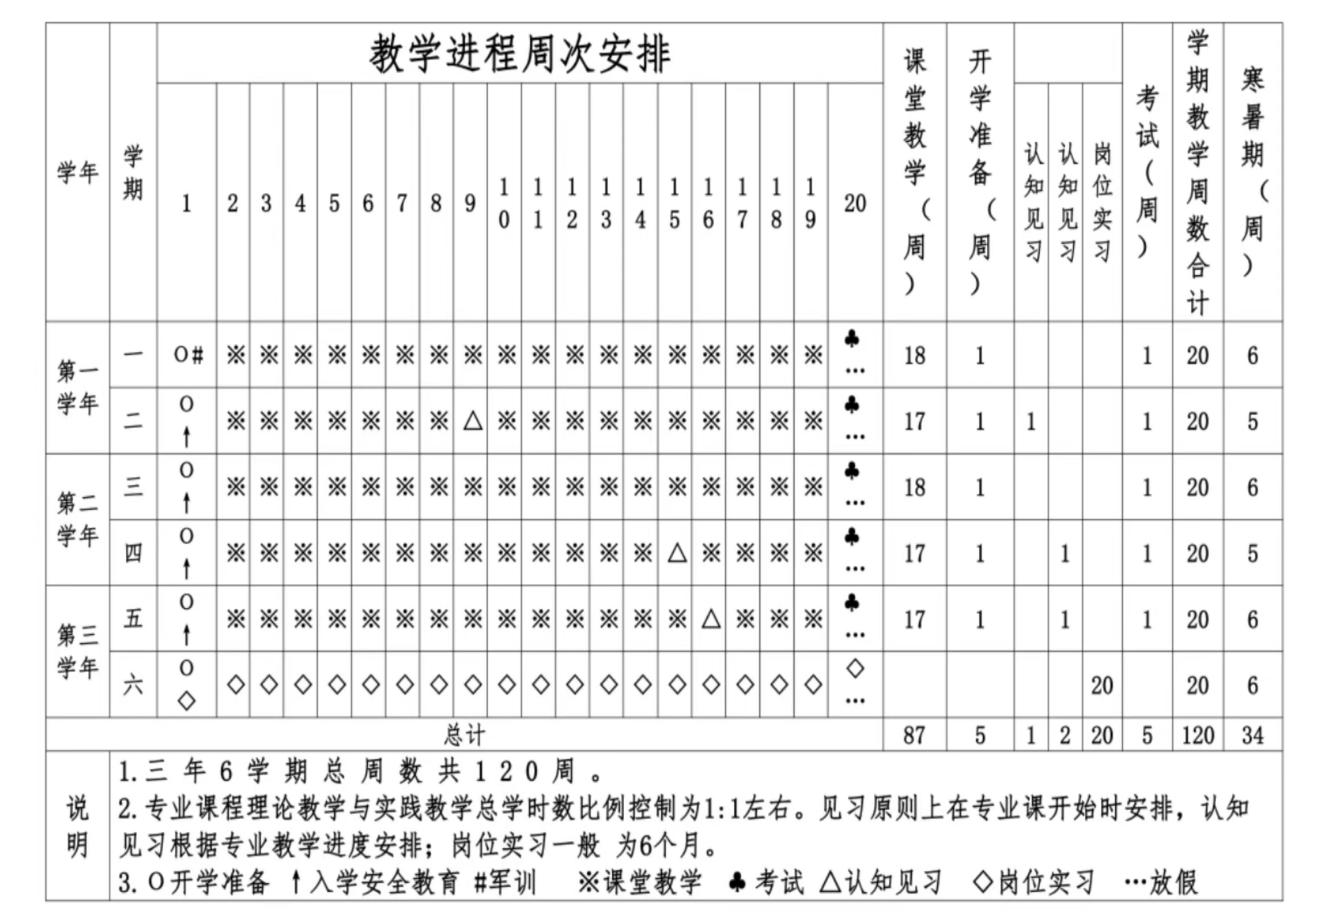 教学进程周次安排
学年 学期 1 2 3 4 5 6 7 8 9 10 11 12 13 14 15 16 17 18 19 20 课堂教学（周） 开学准备（周） 认知见习 认知见习 岗位实习 考试（周） 学期教学周数合计 寒暑期（周）
第一学年 一 O# ※ ※ ※ ※ ※ ※ ※ ※ ※ ※ ※ ※ ※ ※ ※ ※ ※ ※ ♣… 18 1 1 20 6
二 O↑ ※ ※ ※ ※ ※ ※ ※ △ ※ ※ ※ ※ ※ ※ ※ ※ ※ ※ ♣… 17 1 1 1 20 5
第二学年 三 O↑ ※ ※ ※ ※ ※ ※ ※ ※ ※ ※ ※ ※ ※ ※ ※ ※ ※ ※ ♣… 18 1 1 20 6
四 O↑ ※ ※ ※ ※ ※ ※ ※ ※ ※ ※ ※ ※ ※ △ ※ ※ ※ ※ ♣… 17 1 1 1 20 5
第三学年 五 O↑ ※ ※ ※ ※ ※ ※ ※ ※ ※ ※ ※ ※ ※ ※ △ ※ ※ ※ ♣… 17 1 1 1 20 6
六 O◇ ◇ ◇ ◇ ◇ ◇ ◇ ◇ ◇ ◇ ◇ ◇ ◇ ◇ ◇ ◇ ◇ ◇ ◇ ◇… 20 20 6
总计 87 5 1 2 20 5 120 34
说明
1.三年6学期总周数共120周。
2.专业课程理论教学与实践教学总学时数比例控制为1:1左右。见习原则上在专业课开始时安排，认知
见习根据专业教学进度安排；岗位实习一般 为6个月。
3.O开学准备 ↑入学安全教育 #军训 ※课堂教学 ♣考试 △认知见习 ◇岗位实习 …放假